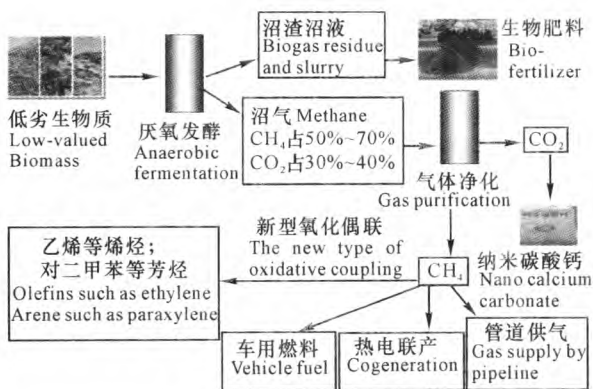 沼渣沼液
Biogas residue
and slurry
生物肥料
Bio-
fertilizer
低劣生物质
Low-valued
Biomass
厌氧发酵
Anaerobic
fermentation
沼气 Methane
CH₄占50%~70%
CO₂占30%~40%
气体净化
Gas purification
CO₂
纳米碳酸钙
Nano calcium
carbonate
新型氧化偶联
The new type of
oxidative coupling
CH₄
乙烯等烯烃；
对二甲苯等芳烃
Olefins such as ethylene
Arene such as paraxylene
车用燃料
Vehicle fuel
热电联产
Cogeneration
管道供气
Gas supply by
pipeline